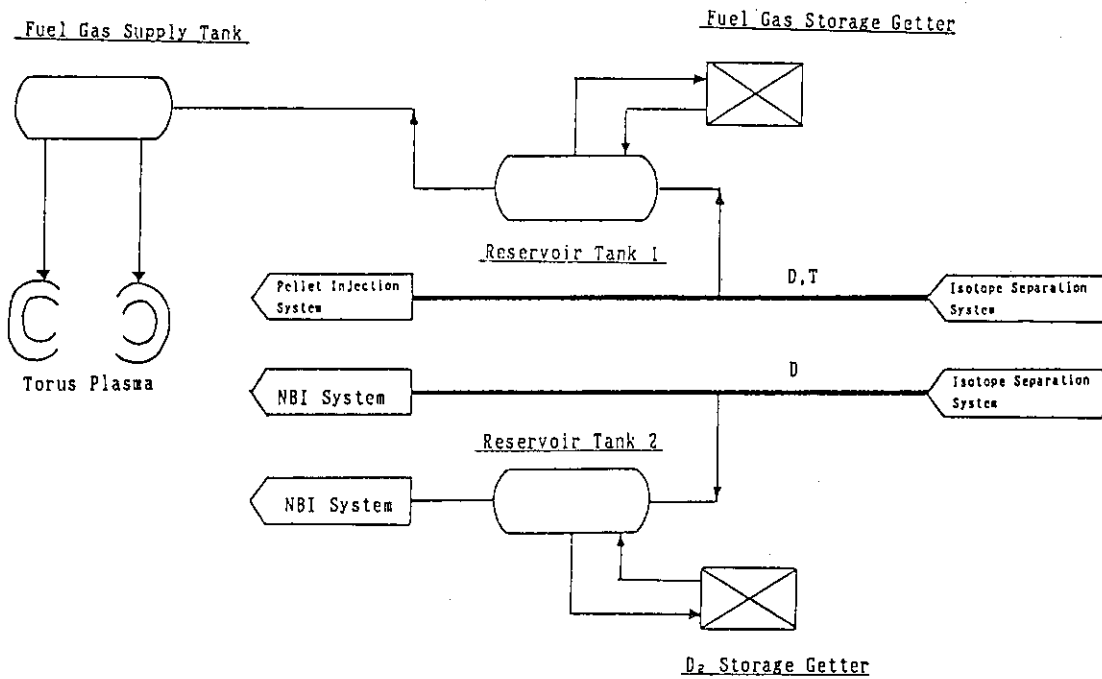 Fuel Gas Storage Getter
Fuel Gas Supply Tank
Reservoir Tank 1
D,T
Pellet Injection
System
Isotope Separation
System
Torus Plasma
D
NBI System
Isotope Separation
System
Reservoir Tank 2
NBI System
D₂ Storage Getter